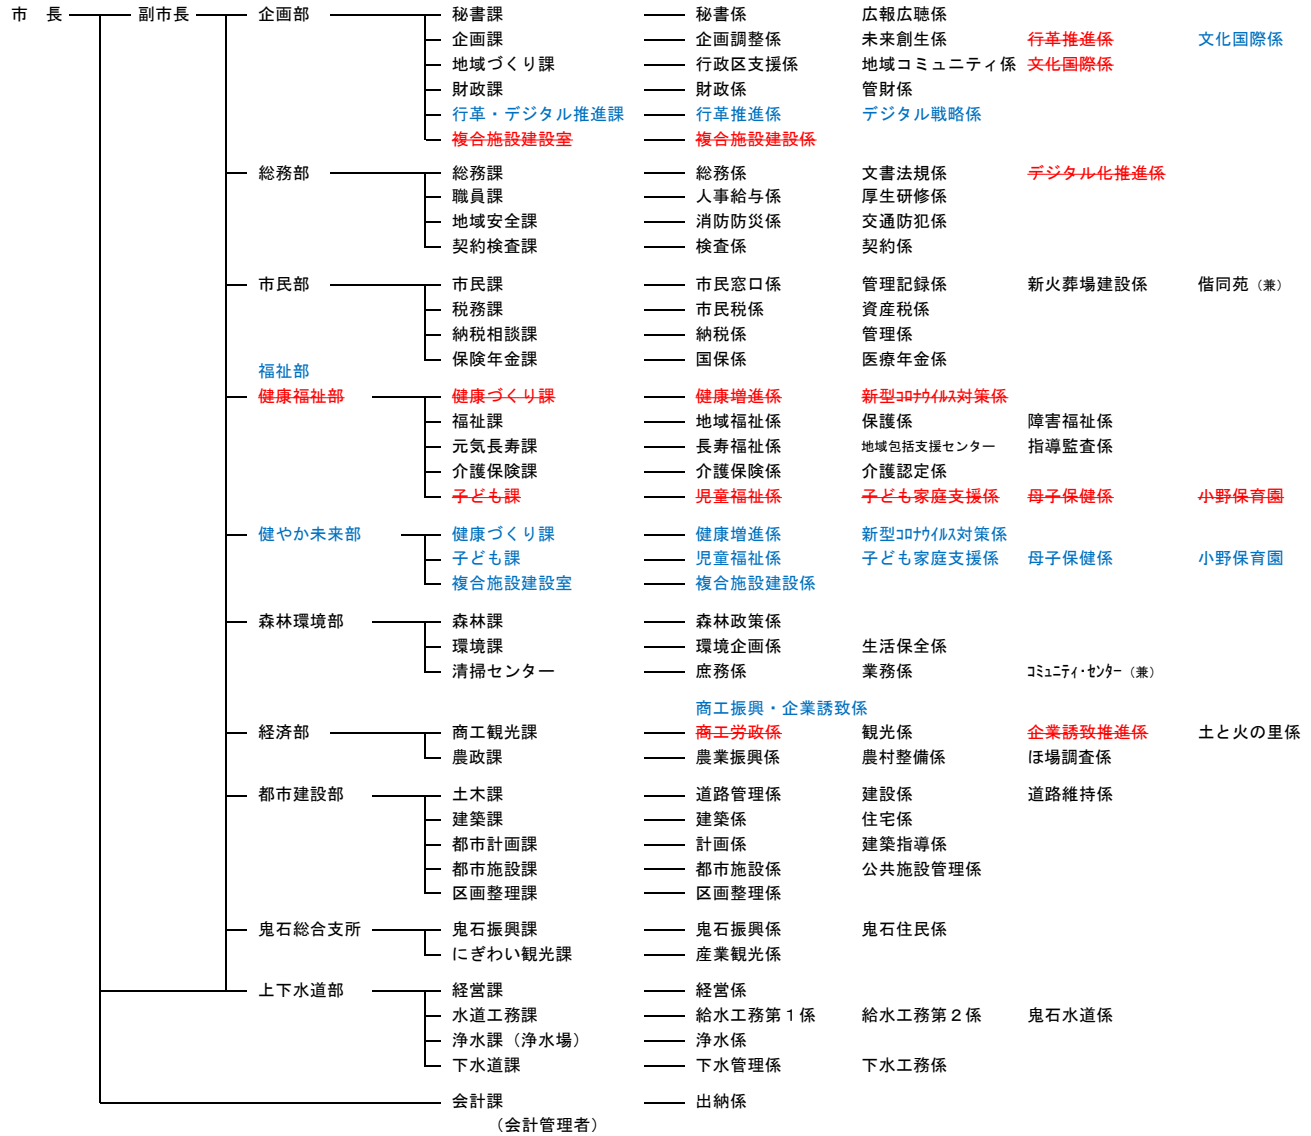 市　長 副市長 企画部 秘書課 秘書係 広報広聴係
企画課 企画調整係 未来創生係 行革推進係 文化国際係
地域づくり課 行政区支援係 地域コミュニティ係 文化国際係
財政課 財政係 管財係
行革・デジタル推進課 行革推進係 デジタル戦略係
複合施設建設室 複合施設建設係
総務部 総務課 総務係 文書法規係 デジタル化推進係
職員課 人事給与係 厚生研修係
地域安全課 消防防災係 交通防犯係
契約検査課 検査係 契約係
市民部 市民課 市民窓口係 管理記録係 新火葬場建設係 偕同苑（兼）
税務課 市民税係 資産税係
納税相談課 納税係 管理係
保険年金課 国保係 医療年金係
福祉部
健康福祉部 健康づくり課 健康増進係 新型コロナウイルス対策係
福祉課 地域福祉係 保護係 障害福祉係
元気長寿課 長寿福祉係 地域包括支援センター 指導監査係
介護保険課 介護保険係 介護認定係
子ども課 児童福祉係 子ども家庭支援係 母子保健係 小野保育園
健やか未来部 健康づくり課 健康増進係 新型コロナウイルス対策係
子ども課 児童福祉係 子ども家庭支援係 母子保健係 小野保育園
複合施設建設室 複合施設建設係
森林環境部 森林課 森林政策係
環境課 環境企画係 生活保全係
清掃センター 庶務係 業務係 コミュニティ・センター（兼）
商工振興・企業誘致係
経済部 商工観光課 商工労政係 観光係 企業誘致推進係 土と火の里係
農政課 農業振興係 農村整備係 ほ場調査係
都市建設部 土木課 道路管理係 建設係 道路維持係
建築課 建築係 住宅係
都市計画課 計画係 建築指導係
都市施設課 都市施設係 公共施設管理係
区画整理課 区画整理係
鬼石総合支所 鬼石振興課 鬼石振興係 鬼石住民係
にぎわい観光課 産業観光係
上下水道部 経営課 経営係
水道工務課 給水工務第１係 給水工務第２係 鬼石水道係
浄水課（浄水場） 浄水係
下水道課 下水管理係 下水工務係
会計課 出納係
（会計管理者）